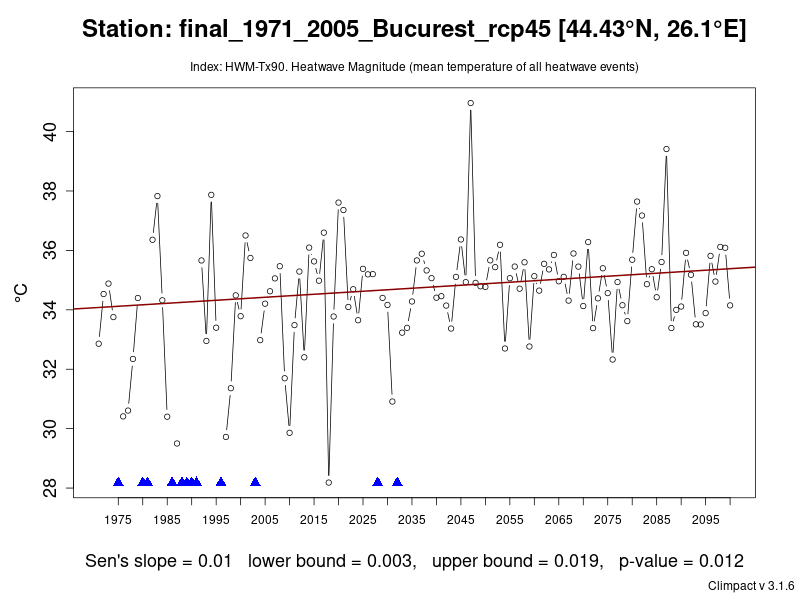 Station: final_1971_2005_Bucurest_rcp45 [44.43°N, 26.1°E]
Index: HWM-Tx90. Heatwave Magnitude (mean temperature of all heatwave events)
40
38
36
34
32
30
28
°C
1975 1985 1995 2005 2015 2025 2035 2045 2055 2065 2075 2085 2095
Sen's slope = 0.01 lower bound = 0.003, upper bound = 0.019, p-value = 0.012
Climpact v 3.1.6